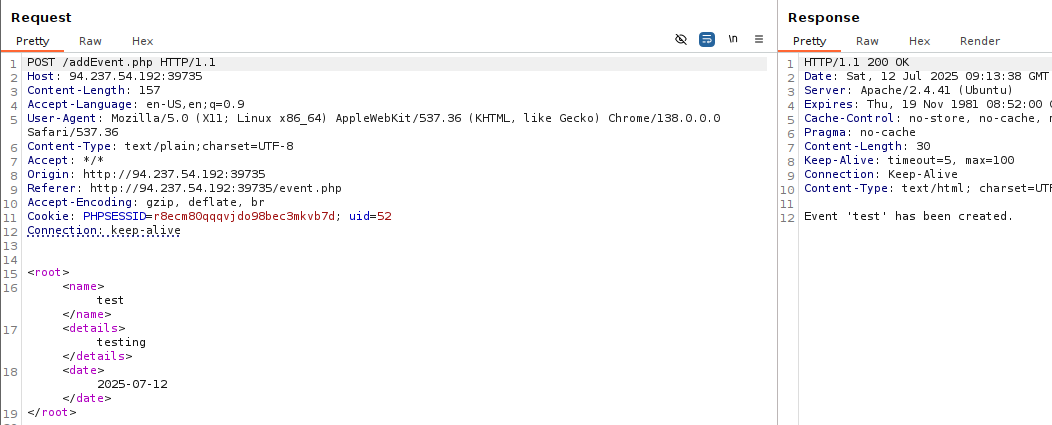 Request
Pretty Raw Hex
\n
1 POST /addEvent.php HTTP/1.1
2 Host: 94.237.54.192:39735
3 Content-Length: 157
4 Accept-Language: en-US,en;q=0.9
5 User-Agent: Mozilla/5.0 (X11; Linux x86_64) AppleWebKit/537.36 (KHTML, like Gecko) Chrome/138.0.0.0
Safari/537.36
6 Content-Type: text/plain;charset=UTF-8
7 Accept: */*
8 Origin: http://94.237.54.192:39735
9 Referer: http://94.237.54.192:39735/event.php
10 Accept-Encoding: gzip, deflate, br
11 Cookie: PHPSESSID=r8ecm80qqqvjdo98bec3mkvb7d; uid=52
12 Connection: keep-alive
13
14
15 <root>
16 <name>
test
</name>
17 <details>
testing
</details>
18 <date>
2025-07-12
</date>
19 </root>
Response
Pretty Raw Hex Render
1 HTTP/1.1 200 OK
2 Date: Sat, 12 Jul 2025 09:13:38 GMT
3 Server: Apache/2.4.41 (Ubuntu)
4 Expires: Thu, 19 Nov 1981 08:52:00
5 Cache-Control: no-store, no-cache,
6 Pragma: no-cache
7 Content-Length: 30
8 Keep-Alive: timeout=5, max=100
9 Connection: Keep-Alive
10 Content-Type: text/html; charset=UTF
11
12 Event 'test' has been created.